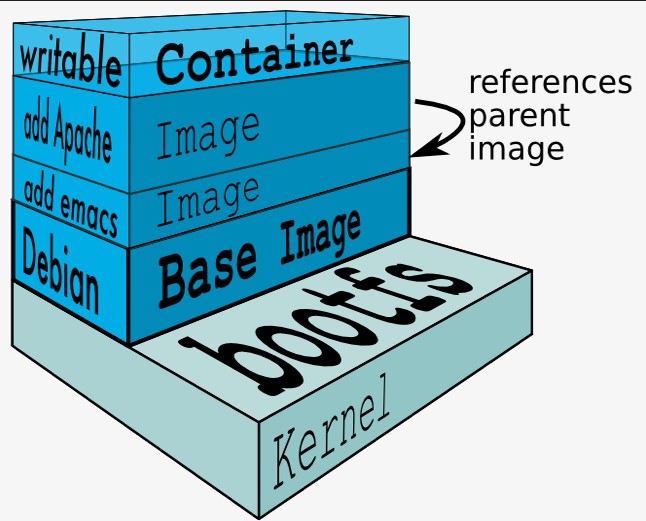 writable Container
references
parent
image
add Apache Image
add emacs Image
Debian Base Image
bootfs
Kernel